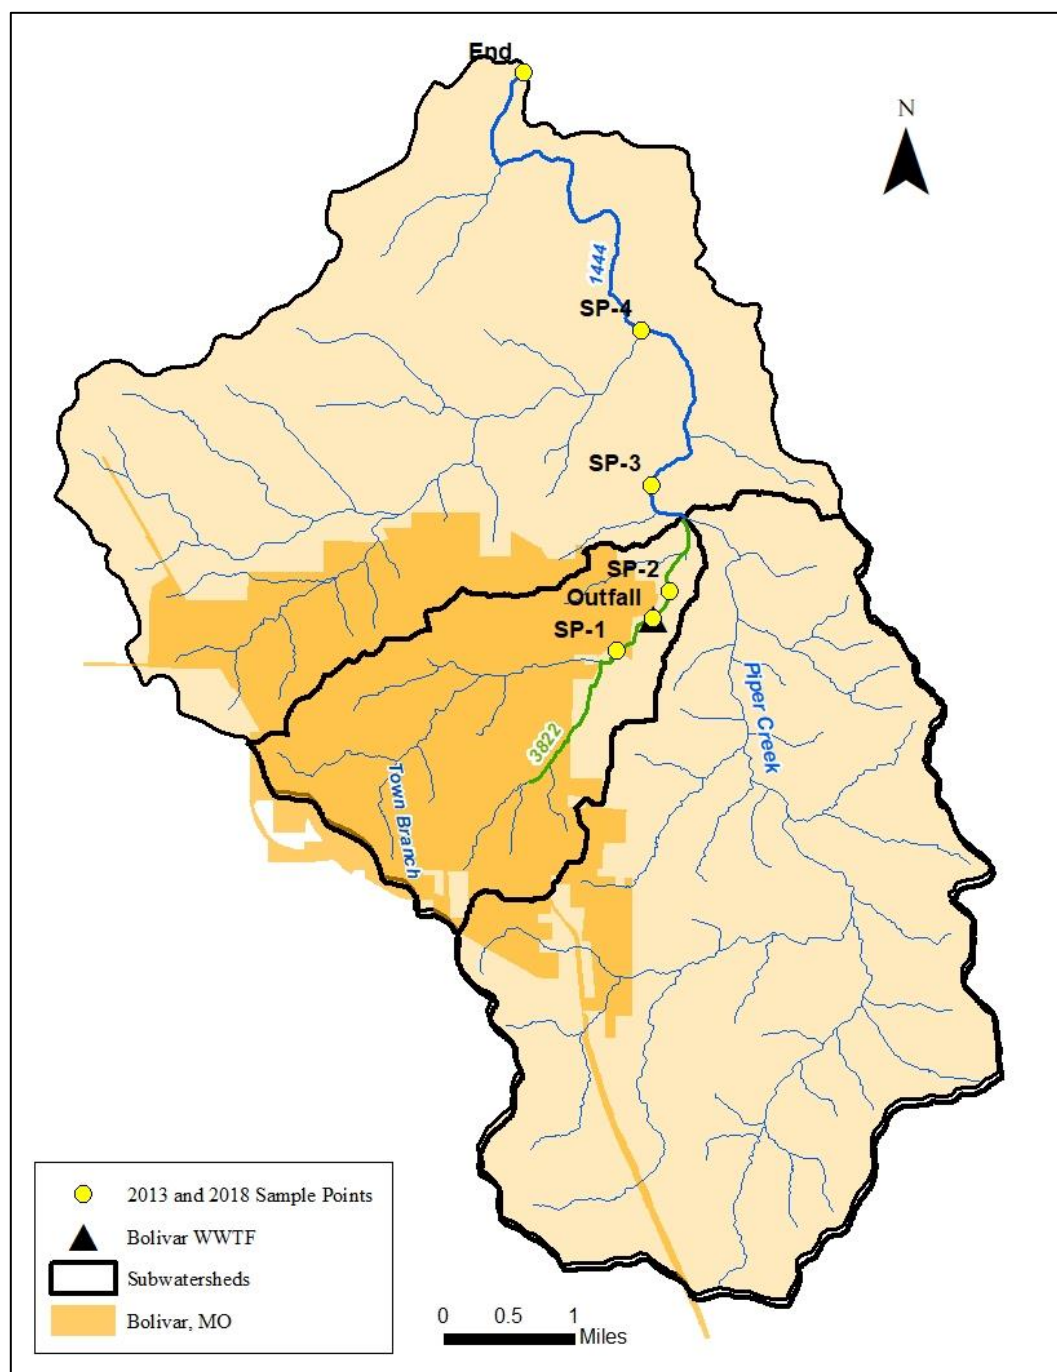 End
N
1444
SP-4
SP-3
SP-2
Outfall
SP-1
3822
Piper Creek
Town Branch
2013 and 2018 Sample Points
Bolivar WWTF
Subwatersheds
Bolivar, MO
0 0.5 1
Miles